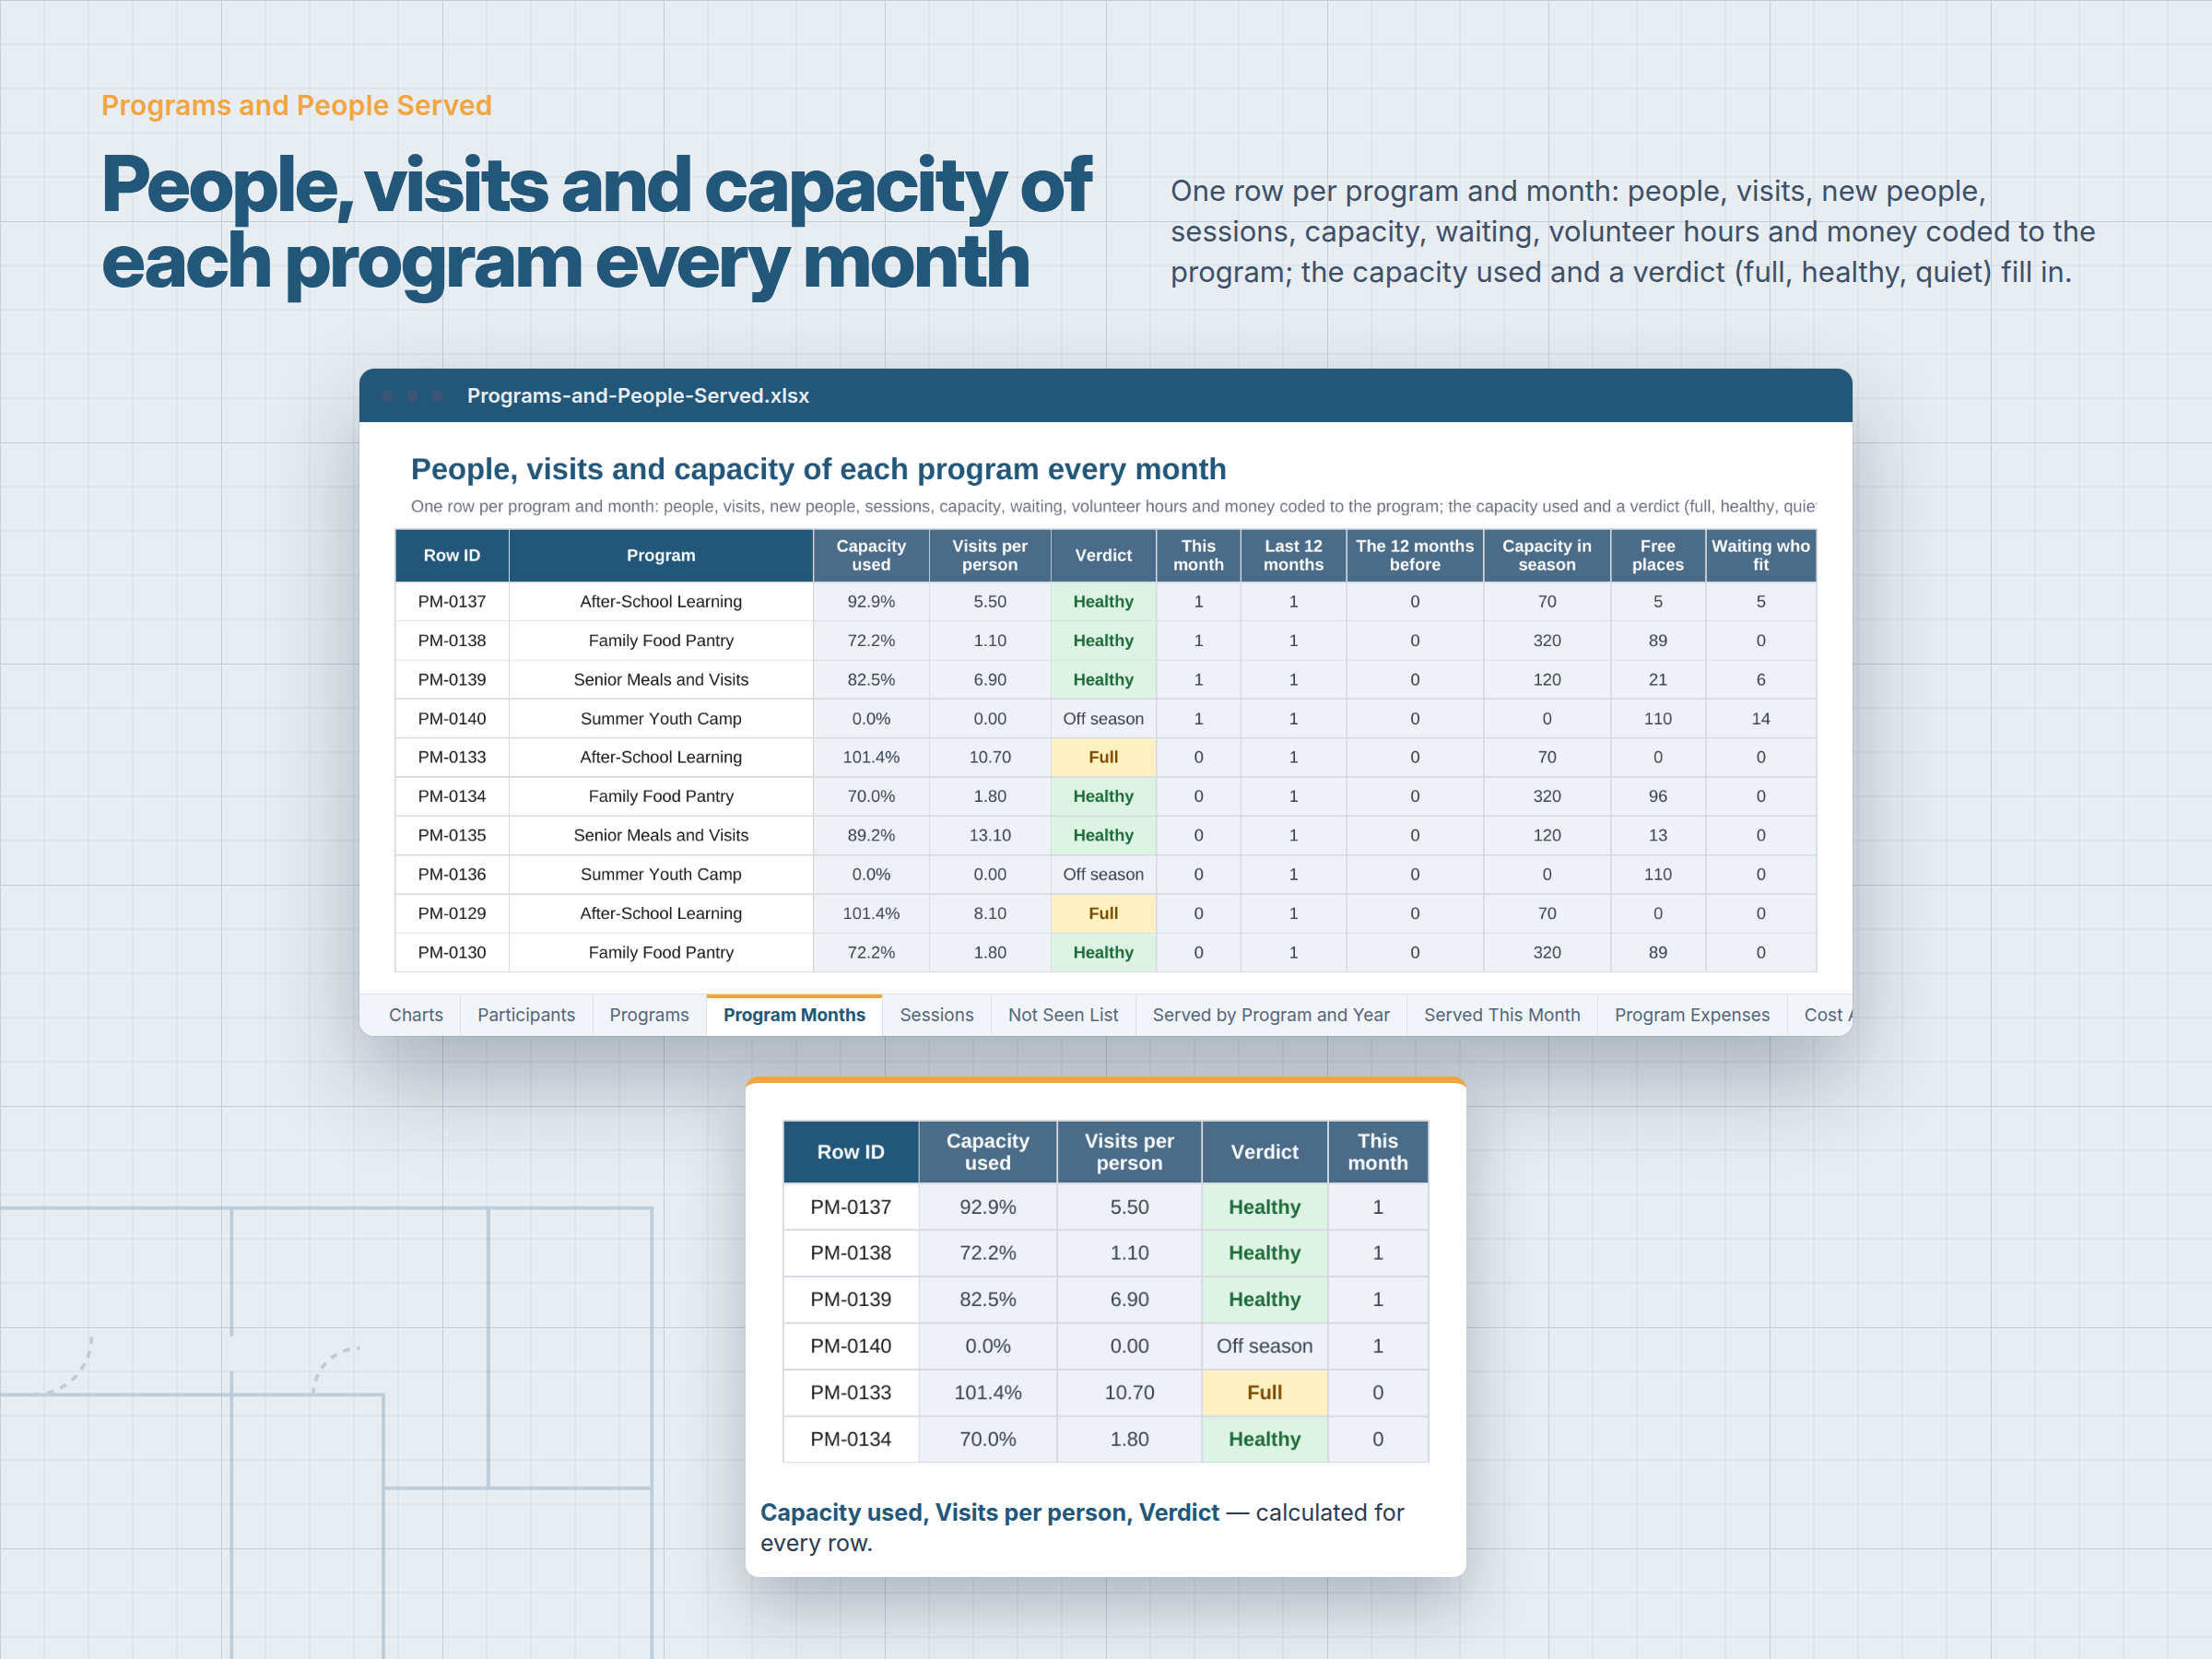 Programs and People Served
People, visits and capacity of
each program every month
One row per program and month: people, visits, new people,
sessions, capacity, waiting, volunteer hours and money coded to the
program; the capacity used and a verdict (full, healthy, quiet) fill in.
Programs-and-People-Served.xlsx
People, visits and capacity of each program every month
One row per program and month: people, visits, new people, sessions, capacity, waiting, volunteer hours and money coded to the program; the capacity used and a verdict (full, healthy, quiet
Row ID Program Capacity used Visits per person Verdict This month Last 12 months The 12 months before Capacity in season Free places Waiting who fit
PM-0137 After-School Learning 92.9% 5.50 Healthy 1 1 0 70 5 5
PM-0138 Family Food Pantry 72.2% 1.10 Healthy 1 1 0 320 89 0
PM-0139 Senior Meals and Visits 82.5% 6.90 Healthy 1 1 0 120 21 6
PM-0140 Summer Youth Camp 0.0% 0.00 Off season 1 1 0 0 110 14
PM-0133 After-School Learning 101.4% 10.70 Full 0 1 0 70 0 0
PM-0134 Family Food Pantry 70.0% 1.80 Healthy 0 1 0 320 96 0
PM-0135 Senior Meals and Visits 89.2% 13.10 Healthy 0 1 0 120 13 0
PM-0136 Summer Youth Camp 0.0% 0.00 Off season 0 1 0 0 110 0
PM-0129 After-School Learning 101.4% 8.10 Full 0 1 0 70 0 0
PM-0130 Family Food Pantry 72.2% 1.80 Healthy 0 1 0 320 89 0
Charts Participants Programs Program Months Sessions Not Seen List Served by Program and Year Served This Month Program Expenses Cost
Row ID Capacity used Visits per person Verdict This month
PM-0137 92.9% 5.50 Healthy 1
PM-0138 72.2% 1.10 Healthy 1
PM-0139 82.5% 6.90 Healthy 1
PM-0140 0.0% 0.00 Off season 1
PM-0133 101.4% 10.70 Full 0
PM-0134 70.0% 1.80 Healthy 0
Capacity used, Visits per person, Verdict — calculated for
every row.